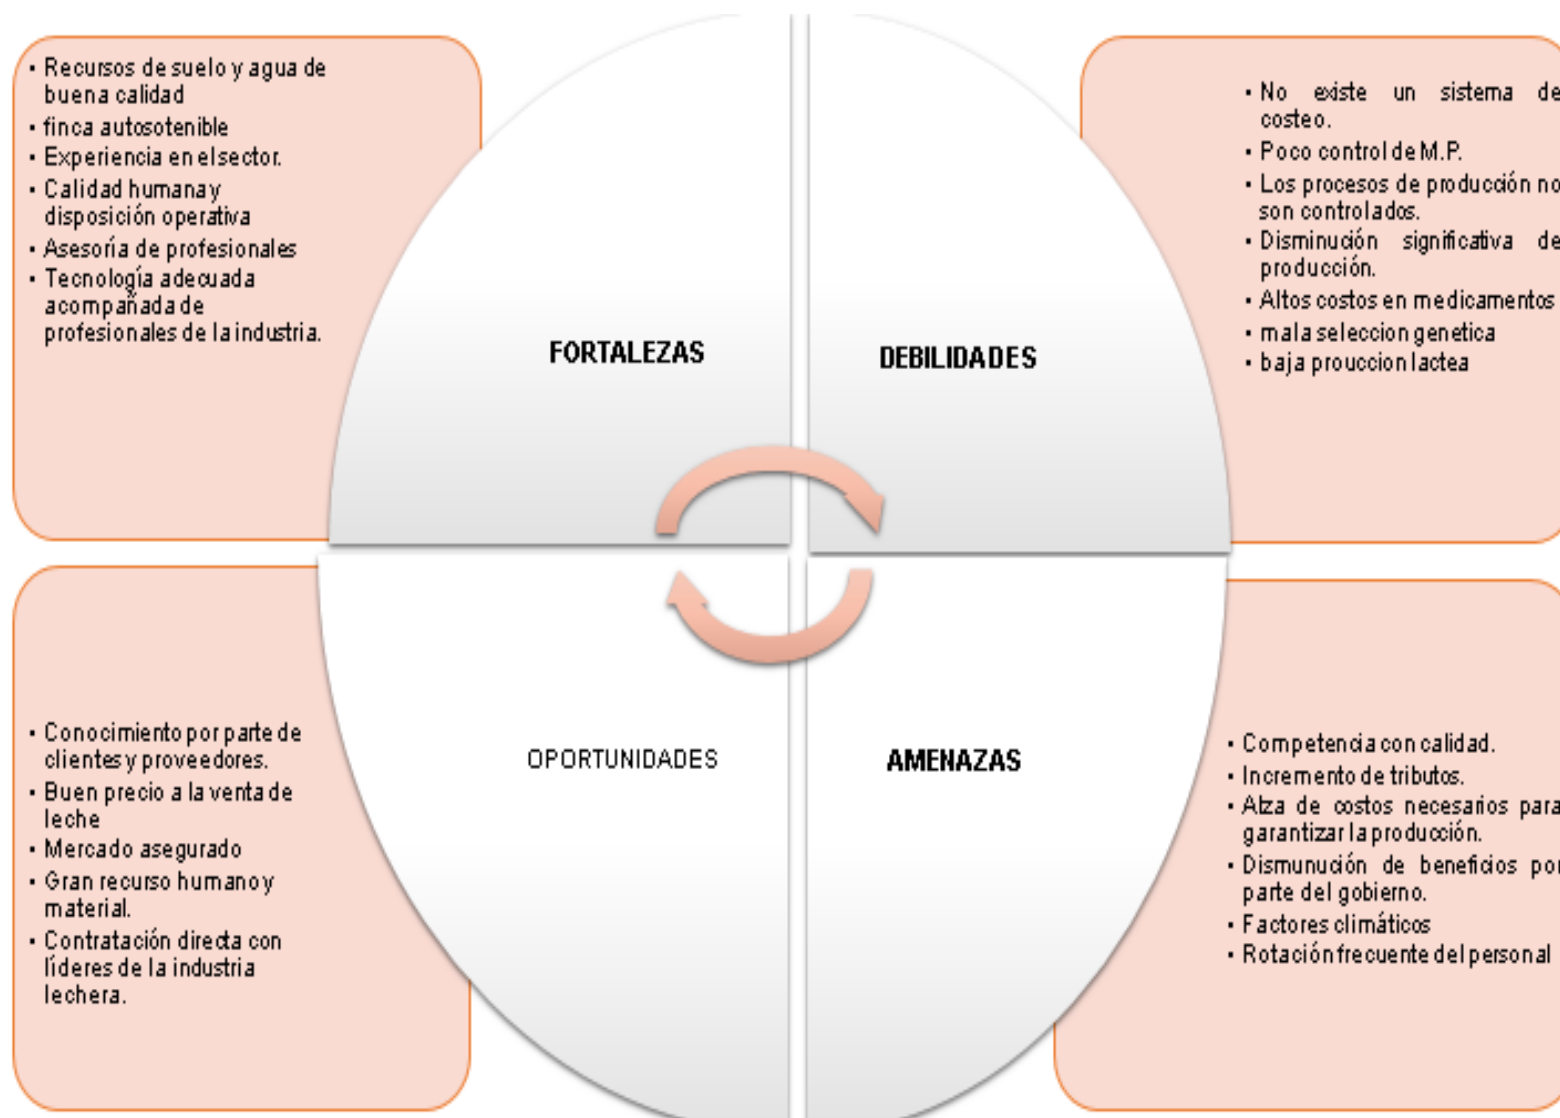 • Recursos de suelo y agua de
buena calidad
• finca autosotenible
• Experiencia en el sector.
• Calidad humana y
disposición operativa
• Asesoría de profesionales
• Tecnología adecuada
acompañada de
profesionales de la industria.
FORTALEZAS
DEBILIDADES
• No existe un sistema de
costeo.
• Poco control de M.P.
• Los procesos de producción no
son controlados.
• Disminución significativa de
producción.
• Altos costos en medicamentos
• mala seleccion genetica
• baja prouccion lactea
• Conocimiento por parte de
clientes y proveedores.
• Buen precio a la venta de
leche
• Mercado asegurado
• Gran recurso humano y
material.
• Contratación directa con
líderes de la industria
lechera.
OPORTUNIDADES
AMENAZAS
• Competencia con calidad.
• Incremento de tributos.
• Alza de costos necesarios para
garantizar la producción.
• Dismunución de beneficios por
parte del gobierno.
• Factores climáticos
• Rotación frecuente del personal